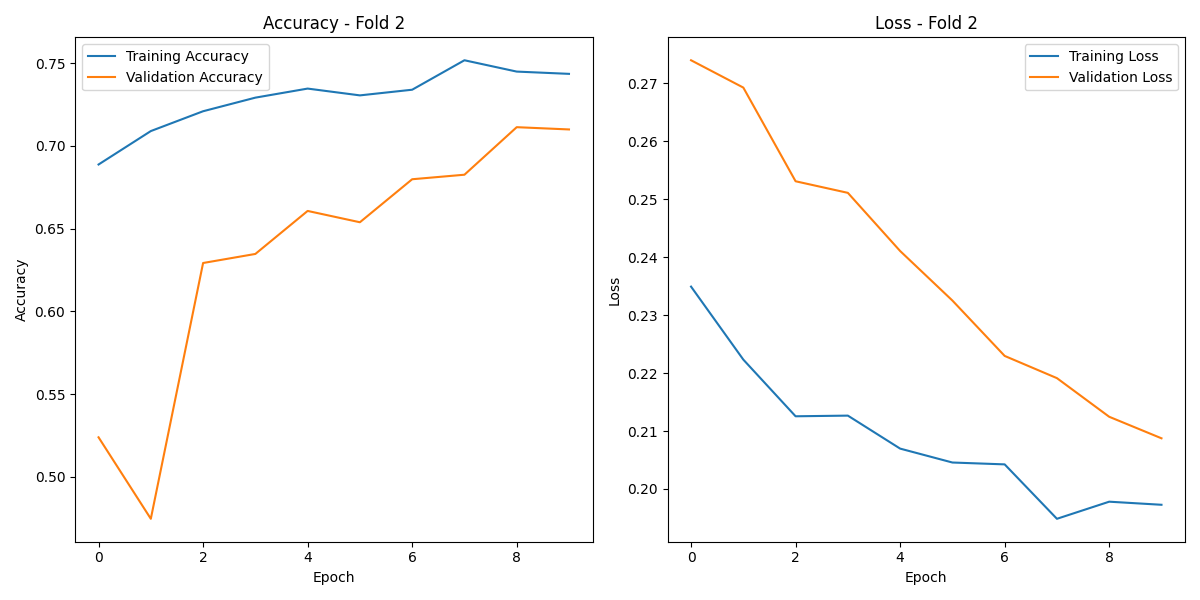 Accuracy - Fold 2
Training Accuracy
Validation Accuracy
0.75
0.70
0.65
0.60
0.55
0.50
Accuracy
0 2 4 6 8
Epoch
Loss - Fold 2
Training Loss
Validation Loss
0.27
0.26
0.25
0.24
0.23
0.22
0.21
0.20
Loss
0 2 4 6 8
Epoch